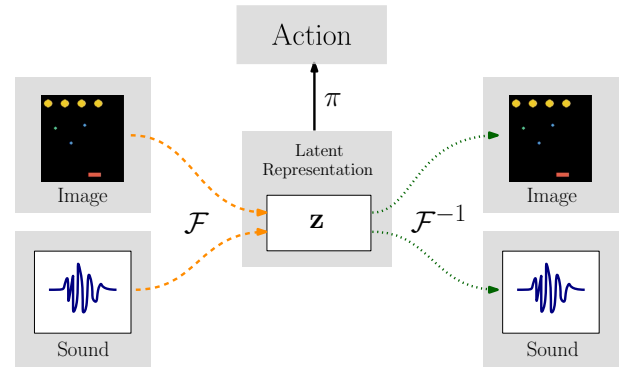 Action
π
Latent
Representation
z
Image
Image
F
F⁻¹
Sound
Sound